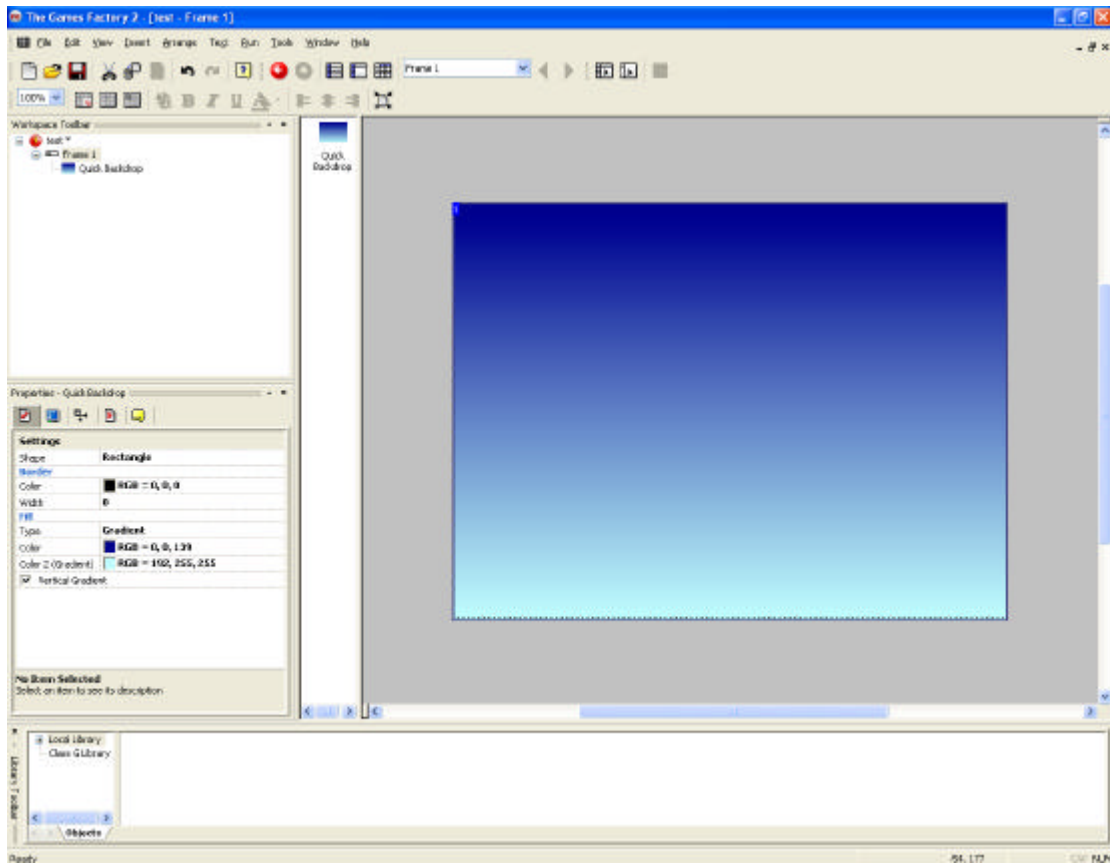 The Games Factory 2 - [test - Frame 1]
File Edit View Insert Arrange Text Run Tools Window Help
Frame 1
100%
Workspace Toolbar
test *
Frame 1
Quick Backdrop
Quick
Backdrop
Properties - Quick Backdrop
Settings
Shape Rectangle
Border
Color RGB = 0, 0, 0
Width 0
Fill
Type Gradient
Color RGB = 0, 0, 139
Color 2 (Gradient) RGB = 192, 255, 255
Vertical Gradient
No Item Selected
Select an item to see its description
Library Toolbar
Local Library
Class G Library
Objects
Ready
-54, 177
CAP NUM